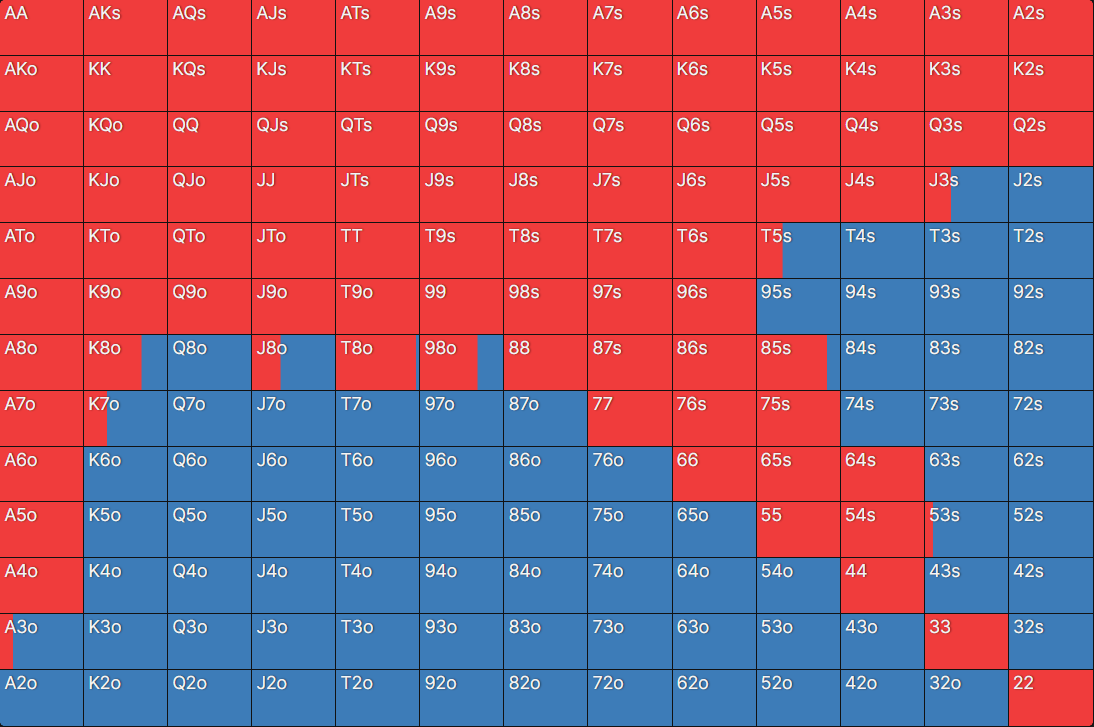 AA AKs AQs AJs ATs A9s A8s A7s A6s A5s A4s A3s A2s
AKo KK KQs KJs KTs K9s K8s K7s K6s K5s K4s K3s K2s
AQo KQo QQ QJs QTs Q9s Q8s Q7s Q6s Q5s Q4s Q3s Q2s
AJo KJo QJo JJ JTs J9s J8s J7s J6s J5s J4s J3s J2s
ATo KTo QTo JTo TT T9s T8s T7s T6s T5s T4s T3s T2s
A9o K9o Q9o J9o T9o 99 98s 97s 96s 95s 94s 93s 92s
A8o K8o Q8o J8o T8o 98o 88 87s 86s 85s 84s 83s 82s
A7o K7o Q7o J7o T7o 97o 87o 77 76s 75s 74s 73s 72s
A6o K6o Q6o J6o T6o 96o 86o 76o 66 65s 64s 63s 62s
A5o K5o Q5o J5o T5o 95o 85o 75o 65o 55 54s 53s 52s
A4o K4o Q4o J4o T4o 94o 84o 74o 64o 54o 44 43s 42s
A3o K3o Q3o J3o T3o 93o 83o 73o 63o 53o 43o 33 32s
A2o K2o Q2o J2o T2o 92o 82o 72o 62o 52o 42o 32o 22